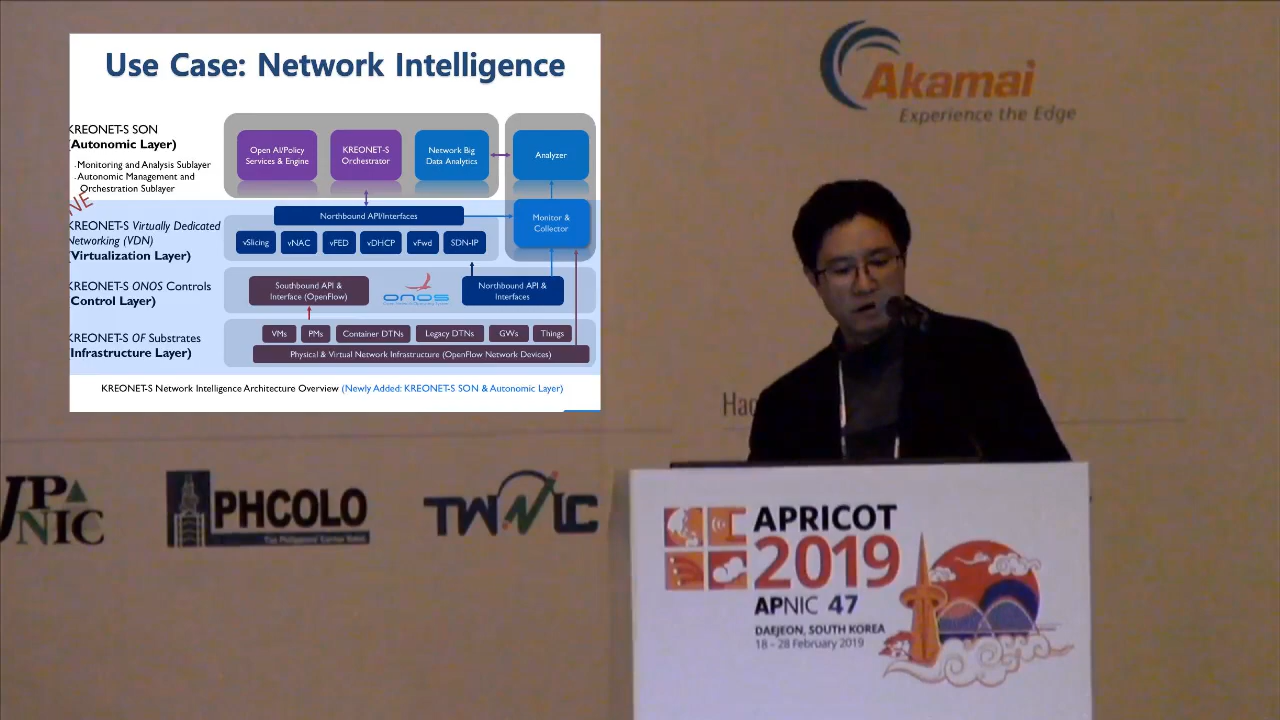 Use Case: Network Intelligence
KREONET-S SON
(Autonomic Layer)
-Monitoring and Analysis Sublayer
-Autonomic Management and
Orchestration Sublayer
Open AI/Policy
Services & Engine
KREONET-S
Orchestrator
Network Big
Data Analytics
Analyzer
Northbound API/Interfaces
Monitor &
Collector
KREONET-S Virtually Dedicated
Networking (VDN)
(Virtualization Layer)
vSlicing
vNAC
vFED
vDHCP
vFwd
SDN-IP
KREONET-S ONOS Controls
(Control Layer)
Southbound API &
Interface (OpenFlow)
onos
Northbound API &
Interfaces
KREONET-S OF Substrates
(Infrastructure Layer)
VMs
PMs
Container DTNs
Legacy DTNs
GWs
Things
Physical & Virtual Network Infrastructure (OpenFlow Network Devices)
KREONET-S Network Intelligence Architecture Overview (Newly Added: KREONET-S SON & Autonomic Layer)
Akamai
Experience the Edge
JPNIC
PHCOLO
TWNIC
APRICOT
2019
APNIC 47
DAEJEON, SOUTH KOREA
18 – 28 February 2019